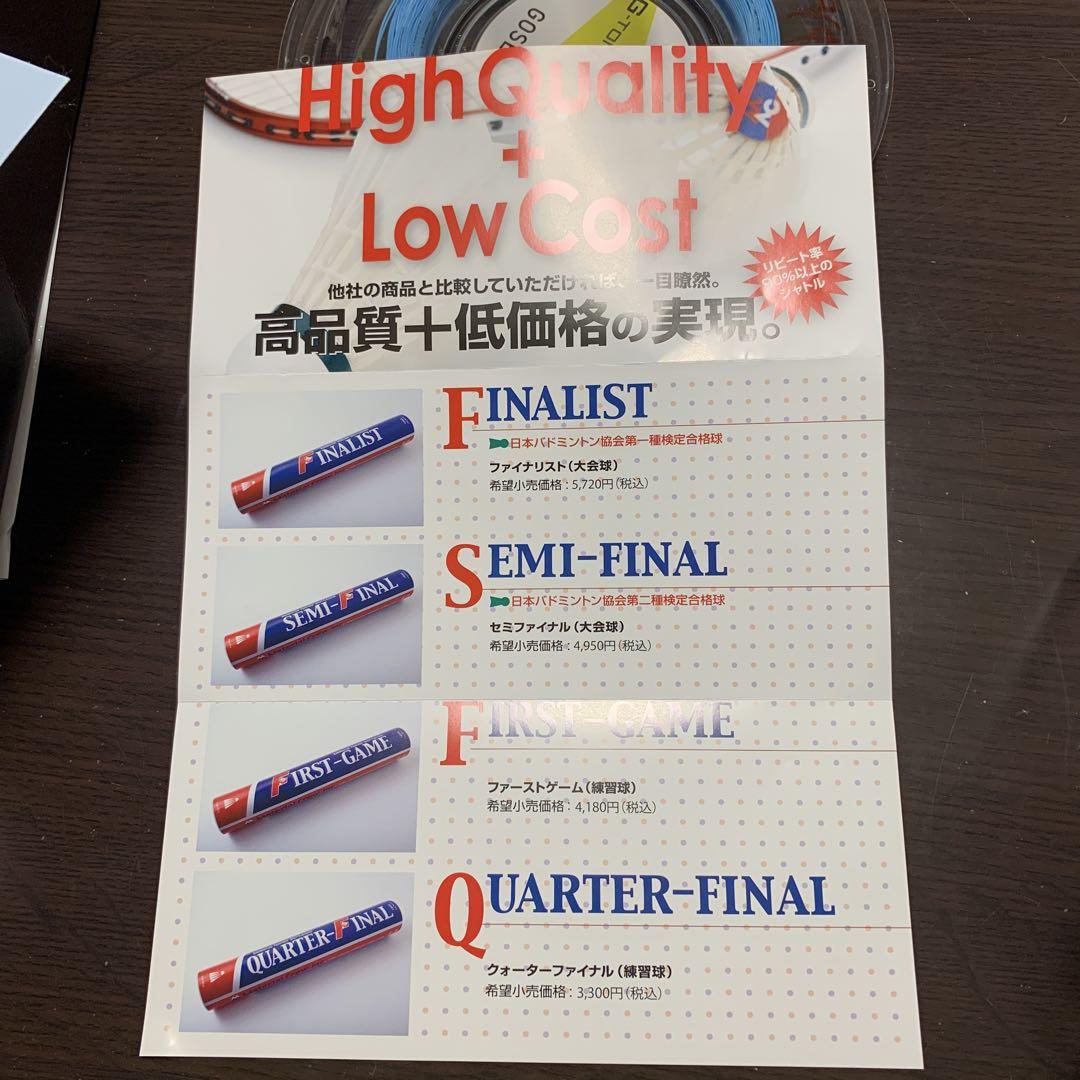 G-TO
GOSE
High Quality
+
Low Cost
他社の商品と比較していただければ、一目瞭然。
高品質+低価格の実現。
リピート率
90%以上の
シャトル
FINALIST
FINALIST
日本バドミントン協会第一種検定合格球
ファイナリスト(大会球)
希望小売価格:5,720円(税込)
SEMI-FINAL
SEMI-FINAL
日本バドミントン協会第二種検定合格球
セミファイナル(大会球)
希望小売価格:4,950円(税込)
FIRST-GAME
FIRST-GAME
ファーストゲーム(練習球)
希望小売価格:4,180円(税込)
QUARTER-FINAL
QUARTER-FINAL
クォーターファイナル(練習球)
希望小売価格:3,300円(税込)